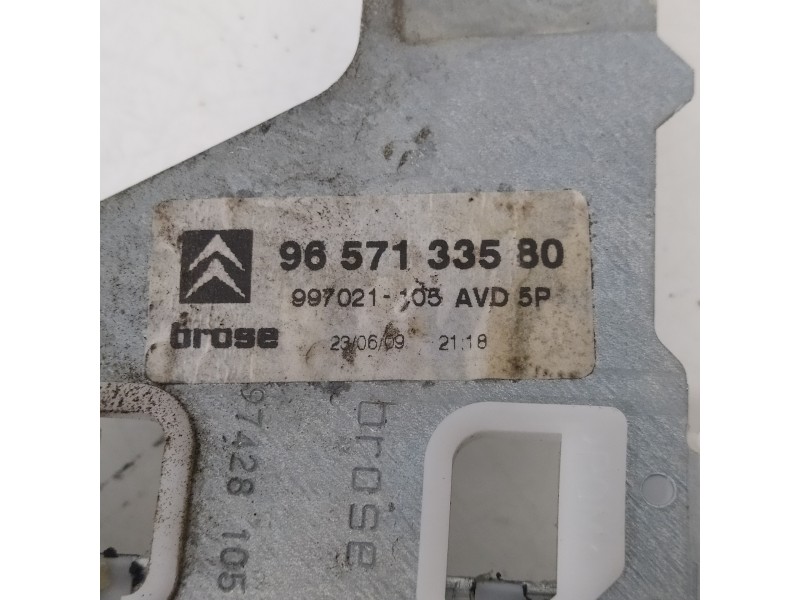 96 571 335 80
997021-105 AVD 5P
brose
23/06/09 21:18
97428 105
brose